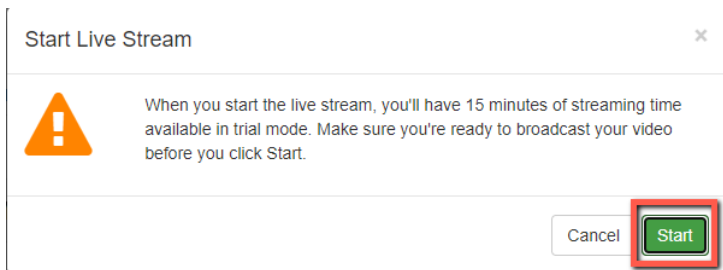 Start Live Stream
×
When you start the live stream, you'll have 15 minutes of streaming time
available in trial mode. Make sure you're ready to broadcast your video
before you click Start.
Cancel Start